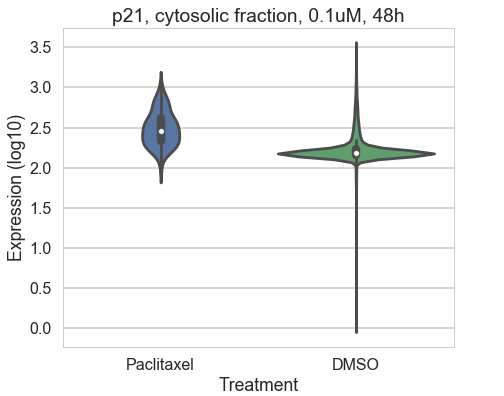 p21, cytosolic fraction, 0.1uM, 48h
3.5
3.0
2.5
2.0
1.5
1.0
0.5
0.0
Expression (log10)
Paclitaxel DMSO
Treatment